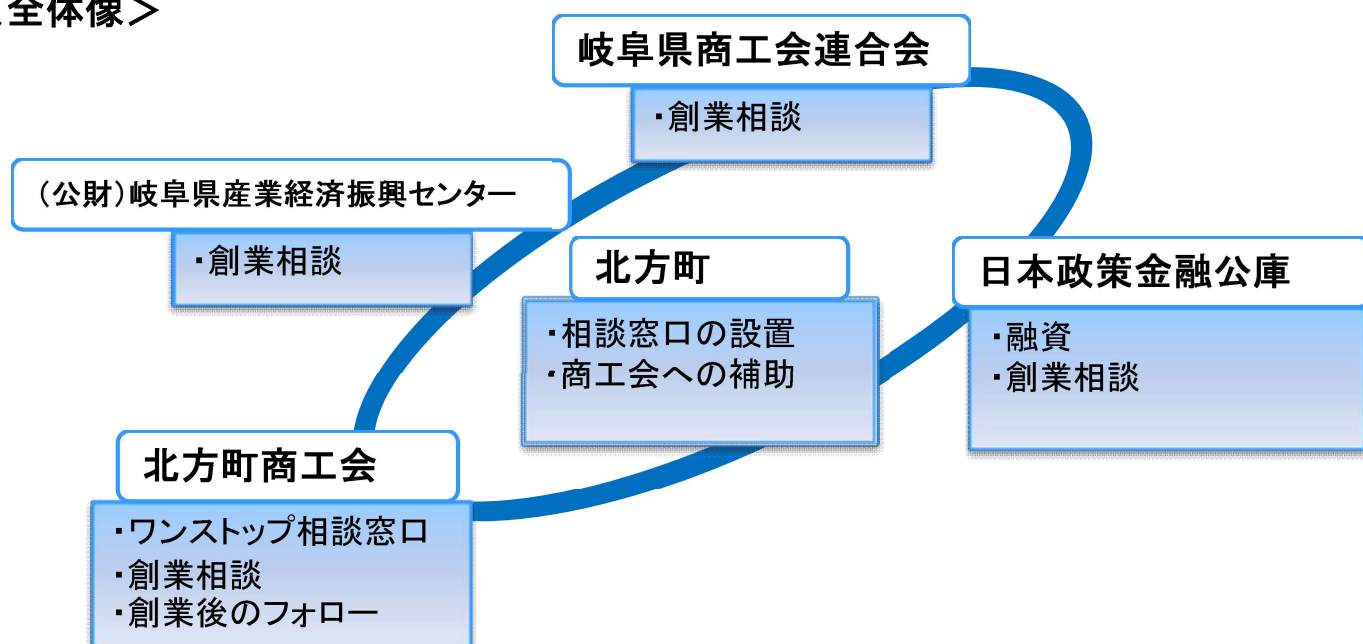 全体像＞
岐阜県商工会連合会
・創業相談
（公財）岐阜県産業経済振興センター
・創業相談
北方町
・相談窓口の設置
・商工会への補助
日本政策金融公庫
・融資
・創業相談
北方町商工会
・ワンストップ相談窓口
・創業相談
・創業後のフォロー